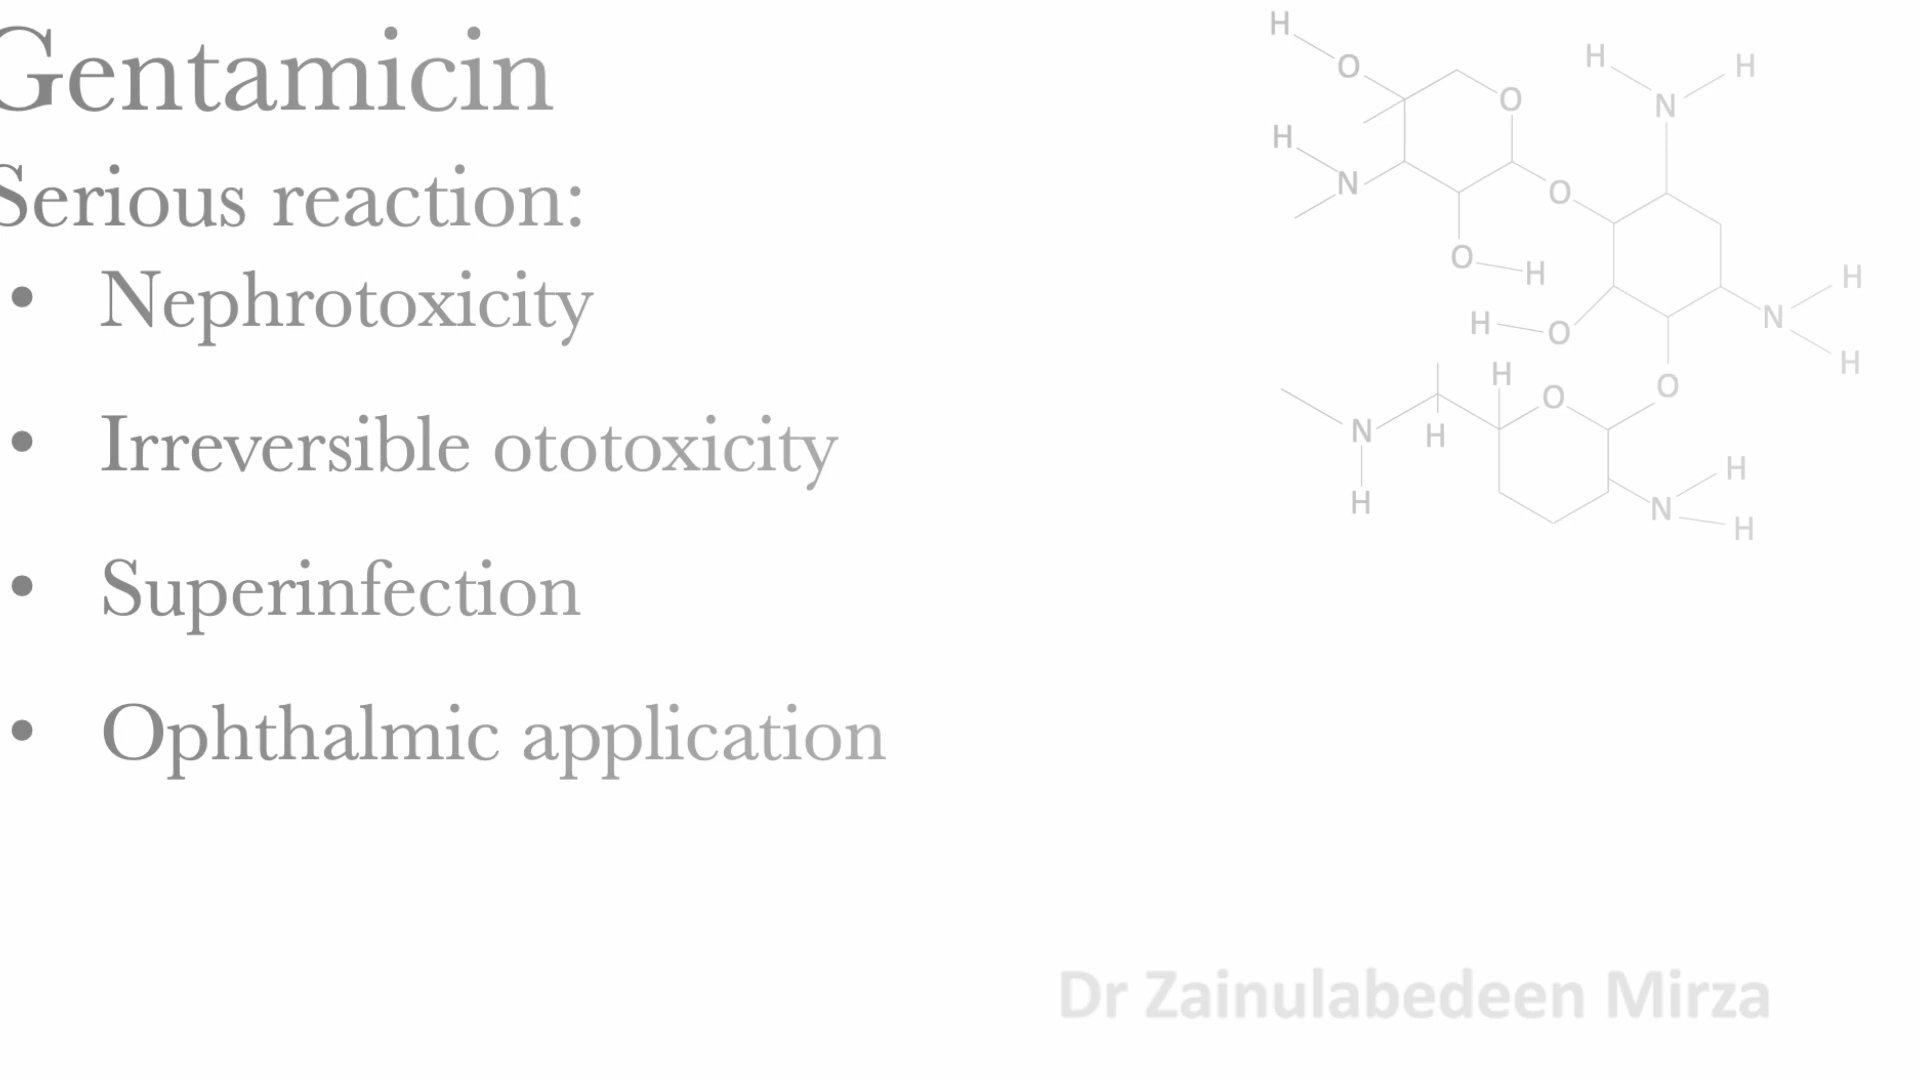 Gentamicin
Serious reaction:
• Nephrotoxicity
• Irreversible ototoxicity
• Superinfection
• Ophthalmic application
H
O
H
N
O
H
O
O
H
N
H
H
O
N
H
H
O
H
N
H
H
O
N
H
H
Dr Zainulabedeen Mirza